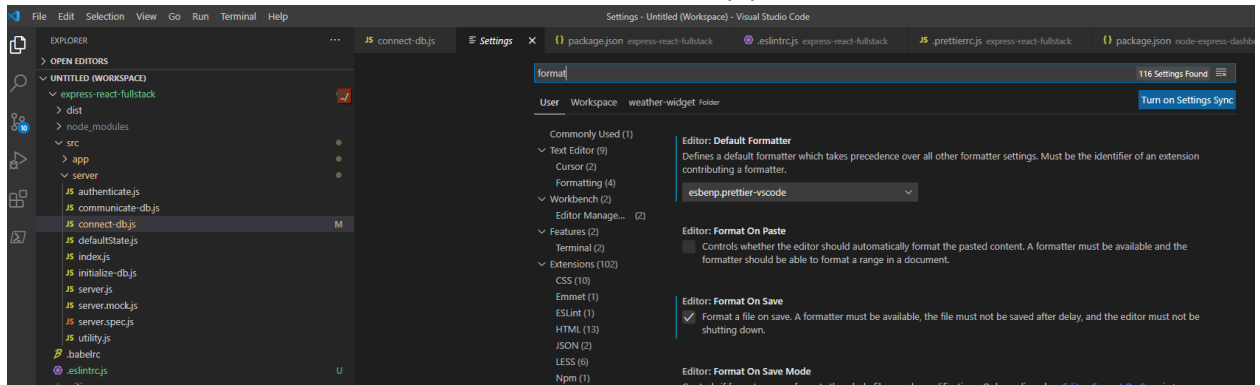 File Edit Selection View Go Run Terminal Help
Settings - Untitled (Workspace) - Visual Studio Code
EXPLORER ...
JS connect-db.js
Settings ×
{} package.json express-react-fullstack
.eslintrc.js express-react-fullstack
JS .prettierrc.js express-react-fullstack
{} package.json node-express-dashb
OPEN EDITORS
UNTITLED (WORKSPACE)
express-react-fullstack
dist
node_modules
src
app
server
JS authenticate.js
JS communicate-db.js
JS connect-db.js M
JS defaultState.js
JS index.js
JS initialize-db.js
JS server.js
JS server.mock.js
JS server.spec.js
JS utility.js
.babelrc
.eslintrc.js U
10
format
116 Settings Found
User Workspace weather-widget Folder
Turn on Settings Sync
Commonly Used (1)
Text Editor (9)
Cursor (2)
Formatting (4)
Workbench (2)
Editor Manage... (2)
Features (2)
Terminal (2)
Extensions (102)
CSS (10)
Emmet (1)
ESLint (1)
HTML (13)
JSON (2)
LESS (6)
Npm (1)
Editor: Default Formatter
Defines a default formatter which takes precedence over all other formatter settings. Must be the identifier of an extension
contributing a formatter.
esbenp.prettier-vscode
Editor: Format On Paste
Controls whether the editor should automatically format the pasted content. A formatter must be available and the
formatter should be able to format a range in a document.
Editor: Format On Save
Format a file on save. A formatter must be available, the file must not be saved after delay, and the editor must not be
shutting down.
Editor: Format On Save Mode